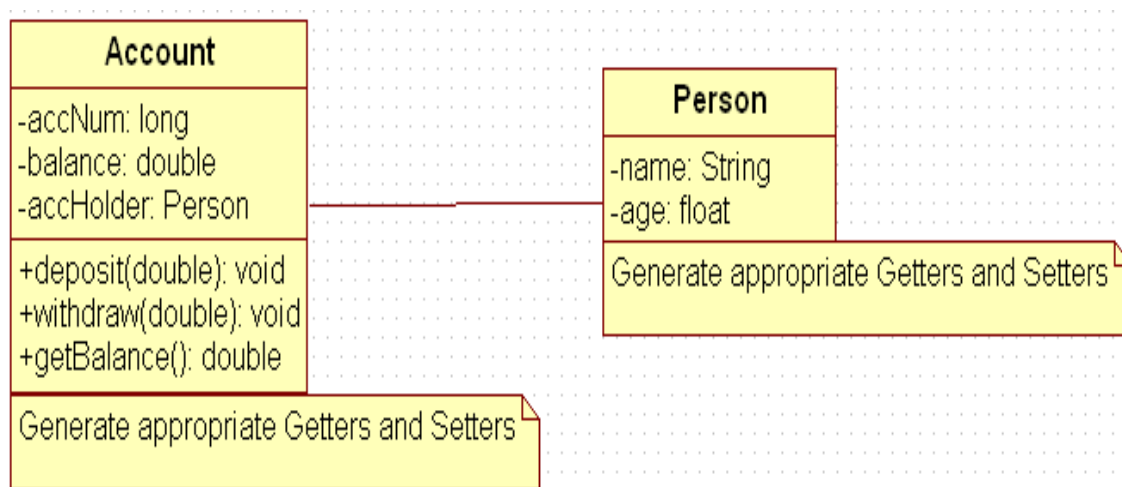 Account
-accNum: long
-balance: double
-accHolder: Person
+deposit(double): void
+withdraw(double): void
+getBalance(): double
Generate appropriate Getters and Setters
Person
-name: String
-age: float
Generate appropriate Getters and Setters